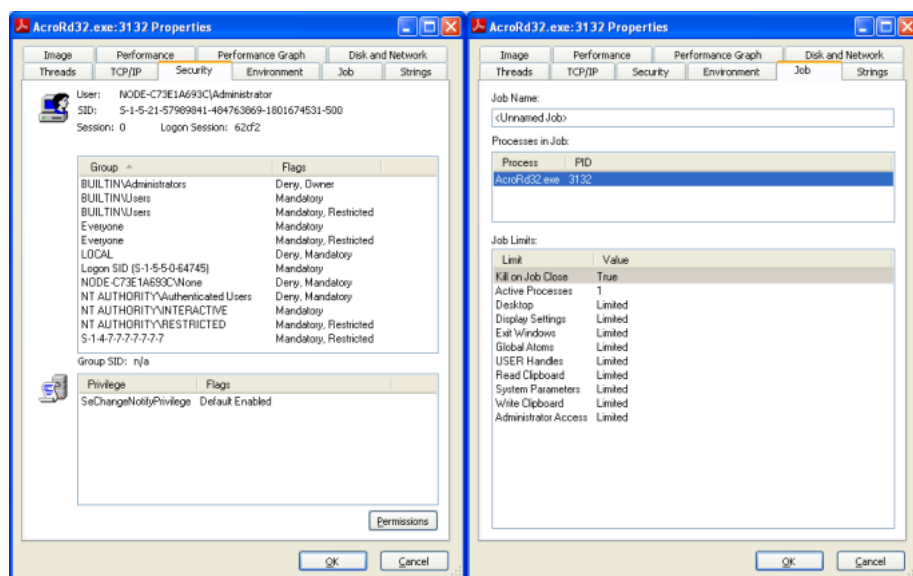 AcroRd32.exe:3132 Properties
Image Performance Performance Graph Disk and Network
Threads TCP/IP Security Environment Job Strings
User: NODE-C73E1A693C\Administrator
SID: S-1-5-21-57989841-484763869-1801674531-500
Session: 0 Logon Session: 62cf2
Group Flags
BUILTIN\Administrators Deny, Owner
BUILTIN\Users Mandatory
BUILTIN\Users Mandatory, Restricted
Everyone Mandatory
Everyone Mandatory, Restricted
LOCAL Deny, Mandatory
Logon SID (S-1-5-5-0-64745) Mandatory
NODE-C73E1A693C\None Deny, Mandatory
NT AUTHORITY\Authenticated Users Deny, Mandatory
NT AUTHORITY\INTERACTIVE Mandatory
NT AUTHORITY\RESTRICTED Mandatory, Restricted
S-1-4-7-7-7-7-7-7 Mandatory, Restricted
Group SID: n/a
Privilege Flags
SeChangeNotifyPrivilege Default Enabled
Permissions
OK Cancel
AcroRd32.exe:3132 Properties
Image Performance Performance Graph Disk and Network
Threads TCP/IP Security Environment Job Strings
Job Name:
<Unnamed Job>
Processes in Job:
Process PID
AcroRd32.exe 3132
Job Limits:
Limit Value
Kill on Job Close True
Active Processes 1
Desktop Limited
Display Settings Limited
Exit Windows Limited
Global Atoms Limited
USER Handles Limited
Read Clipboard Limited
System Parameters Limited
Write Clipboard Limited
Administrator Access Limited
OK Cancel